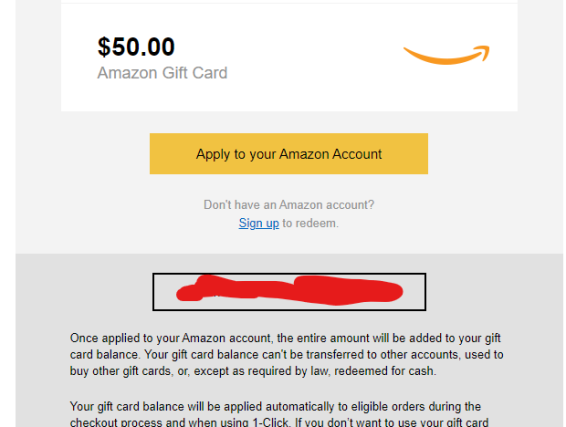 $50.00
Amazon Gift Card
Apply to your Amazon Account
Don't have an Amazon account?
Sign up to redeem.
Once applied to your Amazon account, the entire amount will be added to your gift
card balance. Your gift card balance can't be transferred to other accounts, used to
buy other gift cards, or, except as required by law, redeemed for cash.
Your gift card balance will be applied automatically to eligible orders during the
checkout process and when using 1-Click. If you don't want to use your gift card